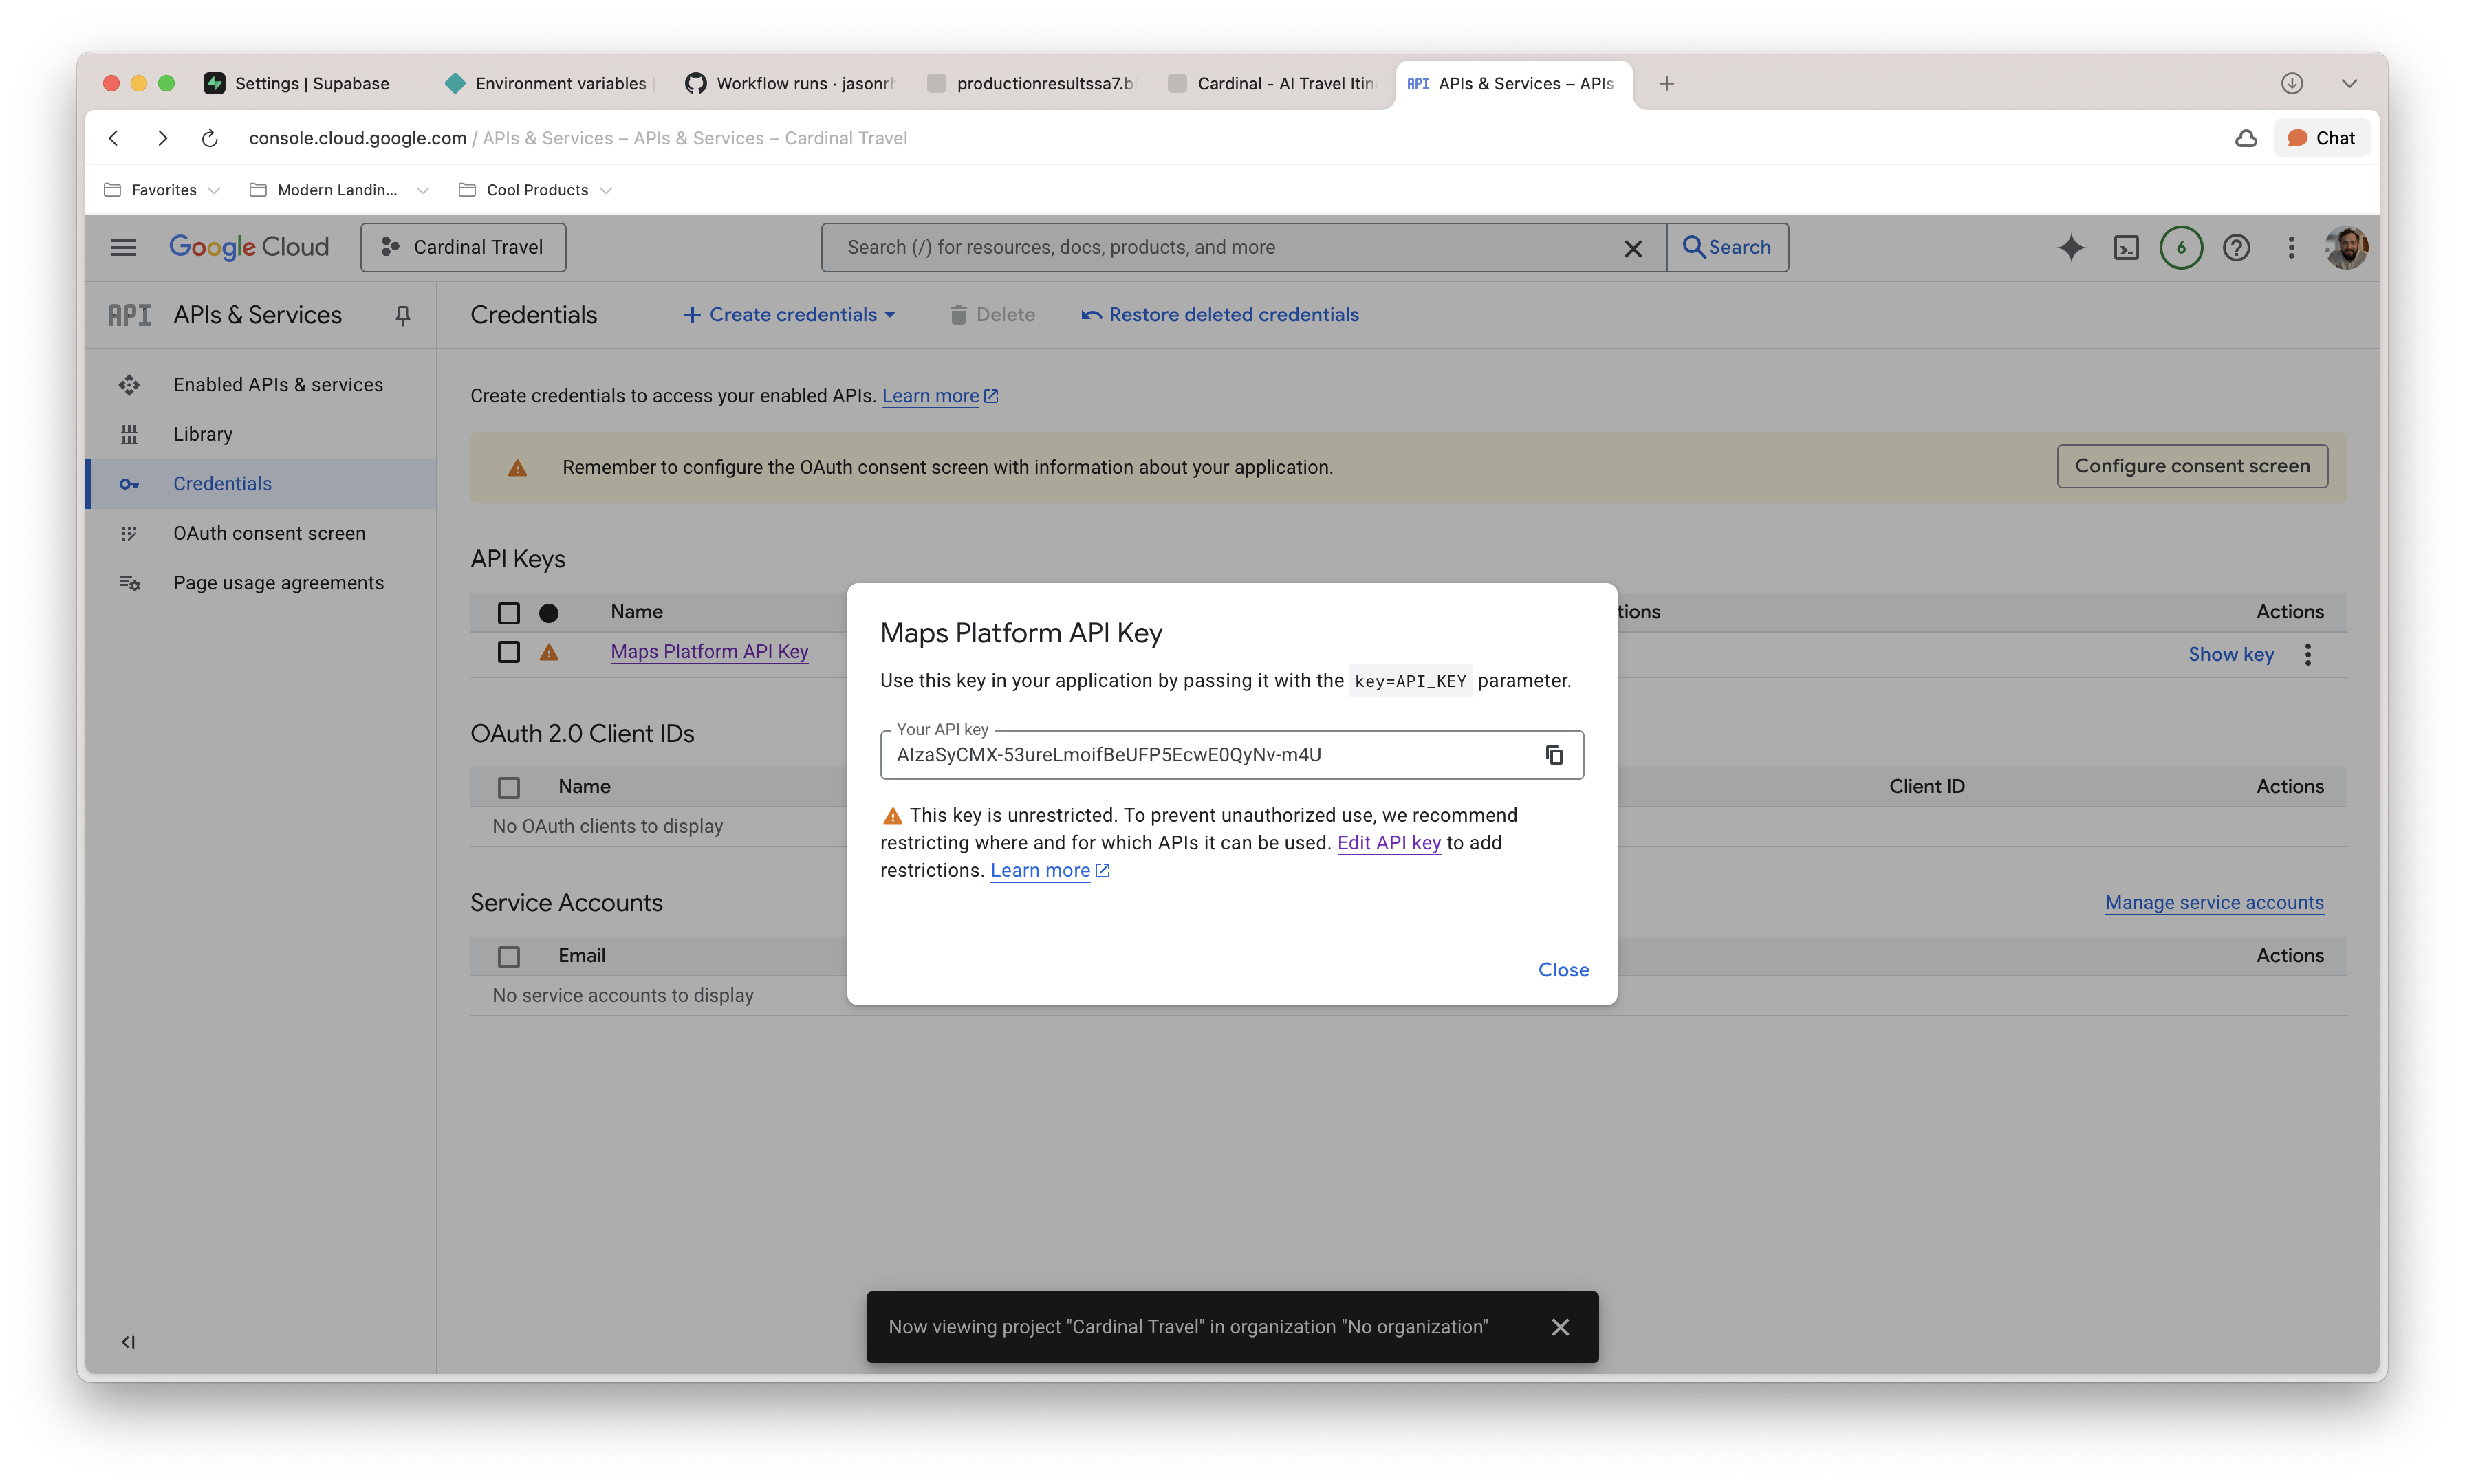 Settings | Supabase
Environment variables |
Workflow runs · jasonrh
productionresultssa7.bl
Cardinal - AI Travel Itin
API APIs & Services – APIs
console.cloud.google.com / APIs & Services – APIs & Services – Cardinal Travel
Chat
Favorites
Modern Landin...
Cool Products
Google Cloud
Cardinal Travel
Search (/) for resources, docs, products, and more
Search
6
API APIs & Services
Credentials
Create credentials
Delete
Restore deleted credentials
Enabled APIs & services
Library
Credentials
OAuth consent screen
Page usage agreements
Create credentials to access your enabled APIs. Learn more
Remember to configure the OAuth consent screen with information about your application.
Configure consent screen
API Keys
Name
tions
Actions
Maps Platform API Key
Show key
OAuth 2.0 Client IDs
Name
Client ID
Actions
No OAuth clients to display
Service Accounts
Manage service accounts
Email
Actions
No service accounts to display
Maps Platform API Key
Use this key in your application by passing it with the key=API_KEY parameter.
Your API key
AIzaSyCMX-53ureLmoifBeUFP5EcwE0QyNv-m4U
This key is unrestricted. To prevent unauthorized use, we recommend
restricting where and for which APIs it can be used. Edit API key to add
restrictions. Learn more
Close
Now viewing project "Cardinal Travel" in organization "No organization"